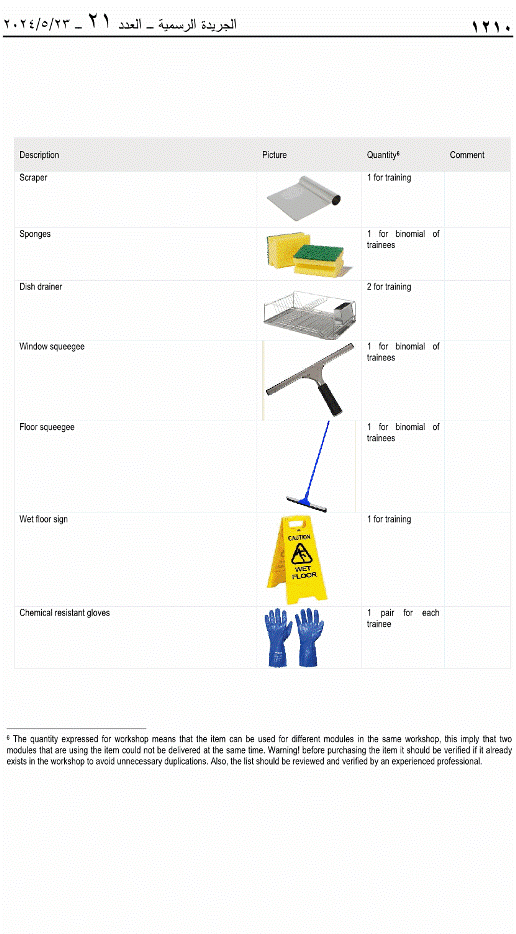 الجريدة الرسمية ــ العدد ٢١ ــ ٢٠٢٤/٥/٢٣
١٢١٠
Description Picture Quantity⁶ Comment
Scraper 1 for training
Sponges 1 for binomial of
trainees
Dish drainer 2 for training
Window squeegee 1 for binomial of
trainees
Floor squeegee 1 for binomial of
trainees
Wet floor sign 1 for training
CAUTION
WET
FLOOR
Chemical resistant gloves 1 pair for each
trainee
⁶ The quantity expressed for workshop means that the item can be used for different modules in the same workshop, this imply that two
modules that are using the item could not be delivered at the same time. Warning! before purchasing the item it should be verified if it already
exists in the workshop to avoid unnecessary duplications. Also, the list should be reviewed and verified by an experienced professional.